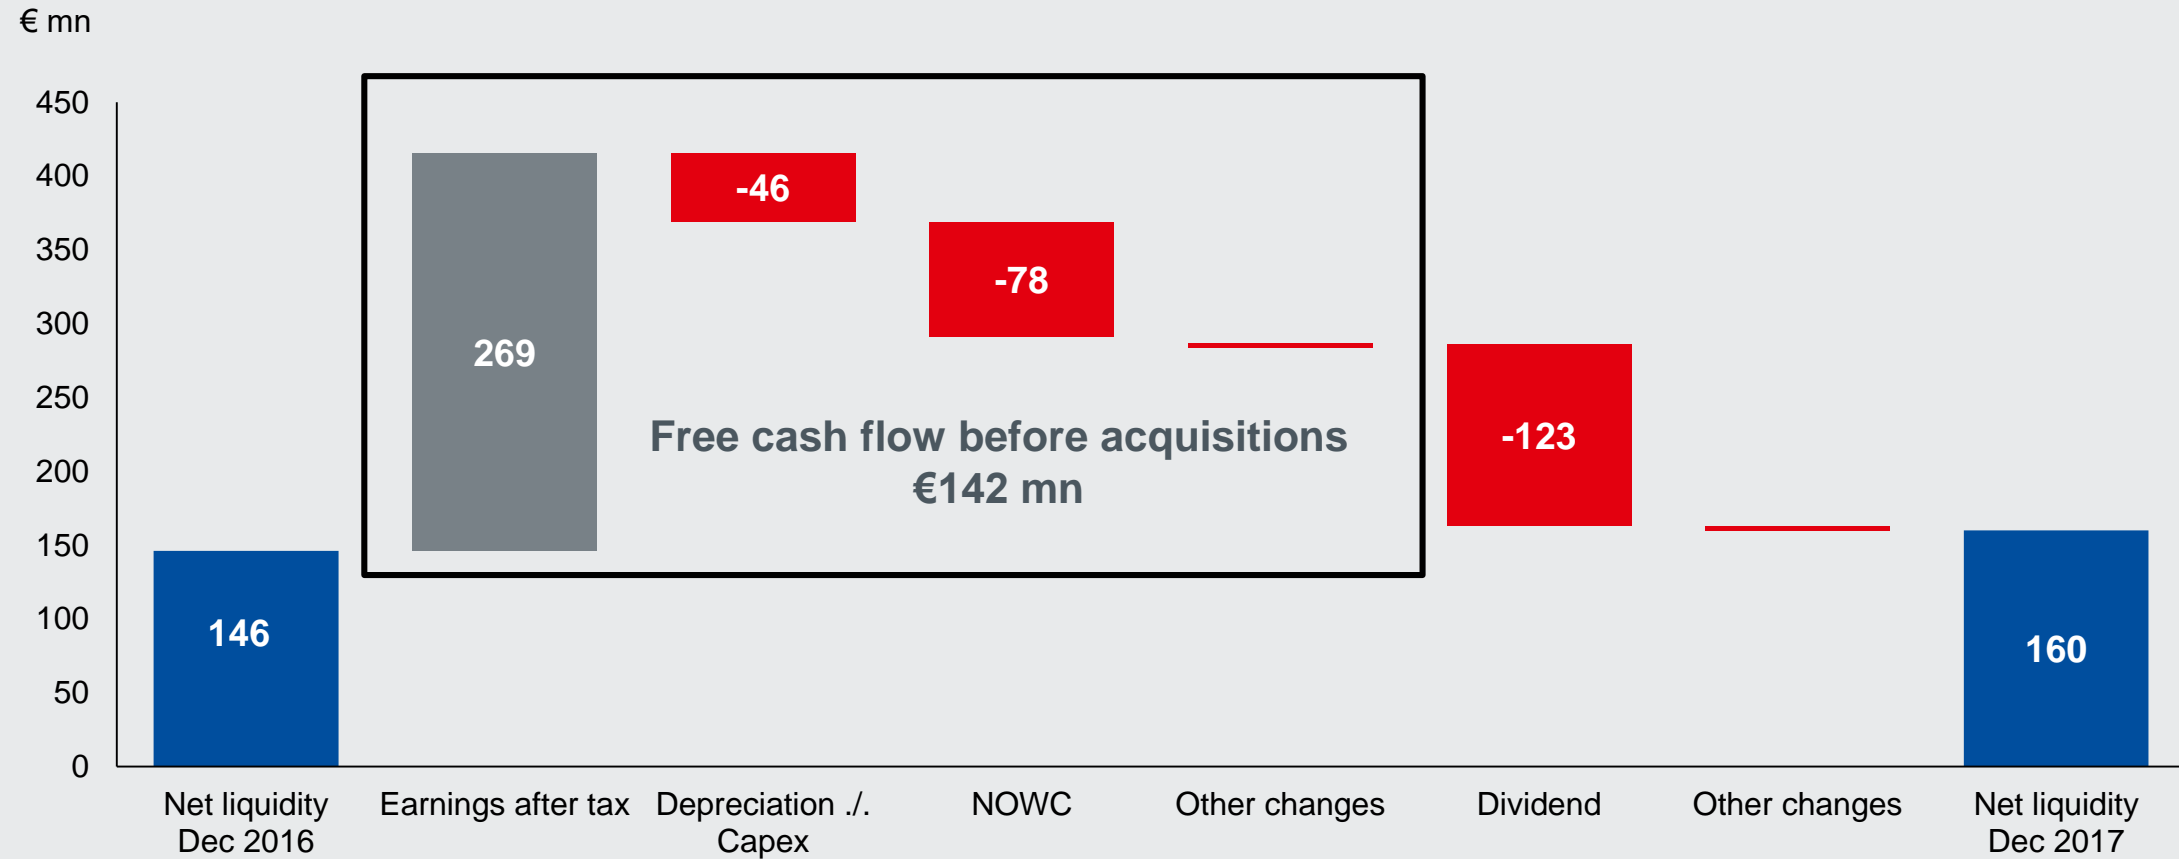 € mn
450
400
350
300
250
200
150
100
50
0
146
269
-46
-78
-123
160
Free cash flow before acquisitions
€142 mn
Net liquidity
Dec 2016
Earnings after tax
Depreciation ./.
Capex
NOWC
Other changes
Dividend
Other changes
Net liquidity
Dec 2017